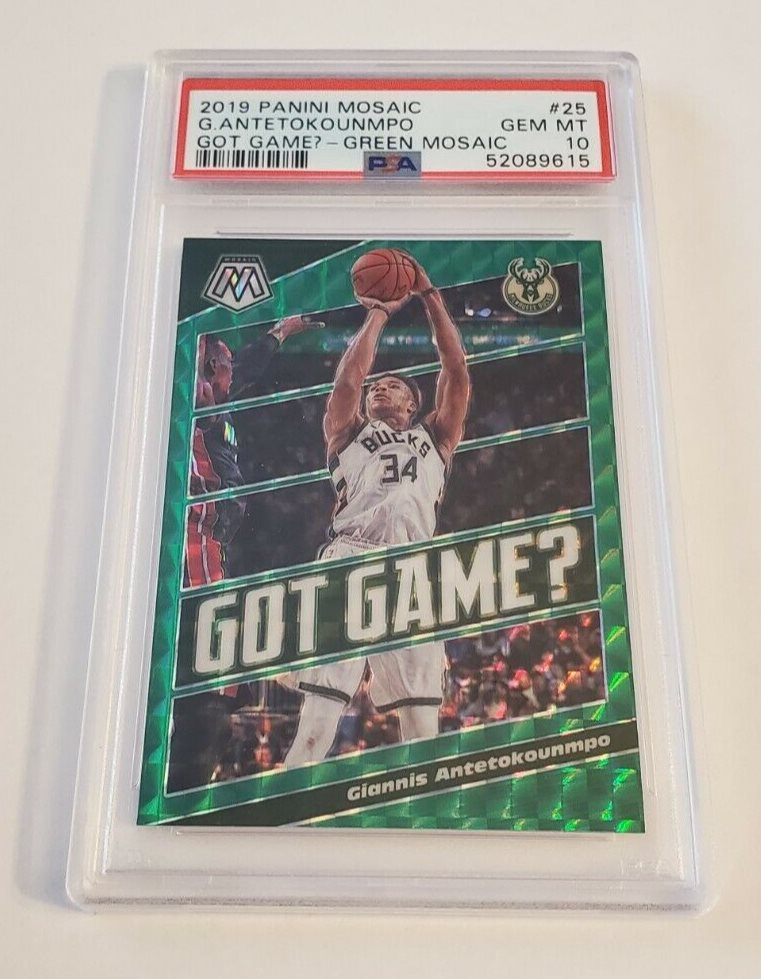 2019 PANINI MOSAIC #25
G.ANTETOKOUNMPO GEM MT
GOT GAME?-GREEN MOSAIC 10
PSA 52089615
MOSAIC
M
BUCKS
34
GOT GAME?
Giannis Antetokounmpo